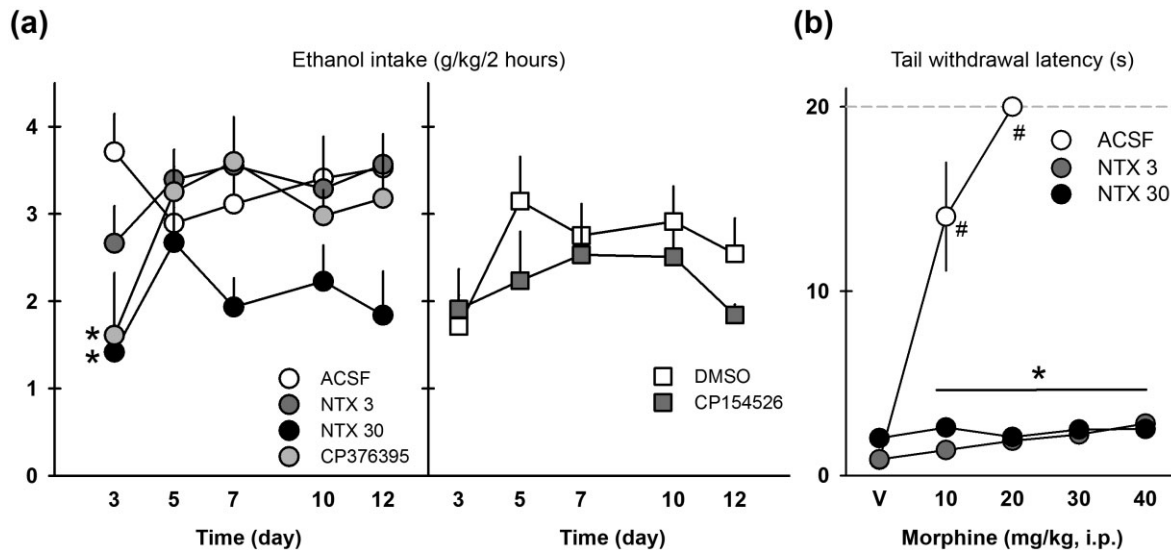 (a)
Ethanol intake (g/kg/2 hours)
4
3
2
1
0
*
*
ACSF
NTX 3
NTX 30
CP376395
3 5 7 10 12
Time (day)
DMSO
CP154526
3 5 7 10 12
Time (day)
(b)
Tail withdrawal latency (s)
20
10
0
#
#
ACSF
NTX 3
NTX 30
*
V 10 20 30 40
Morphine (mg/kg, i.p.)